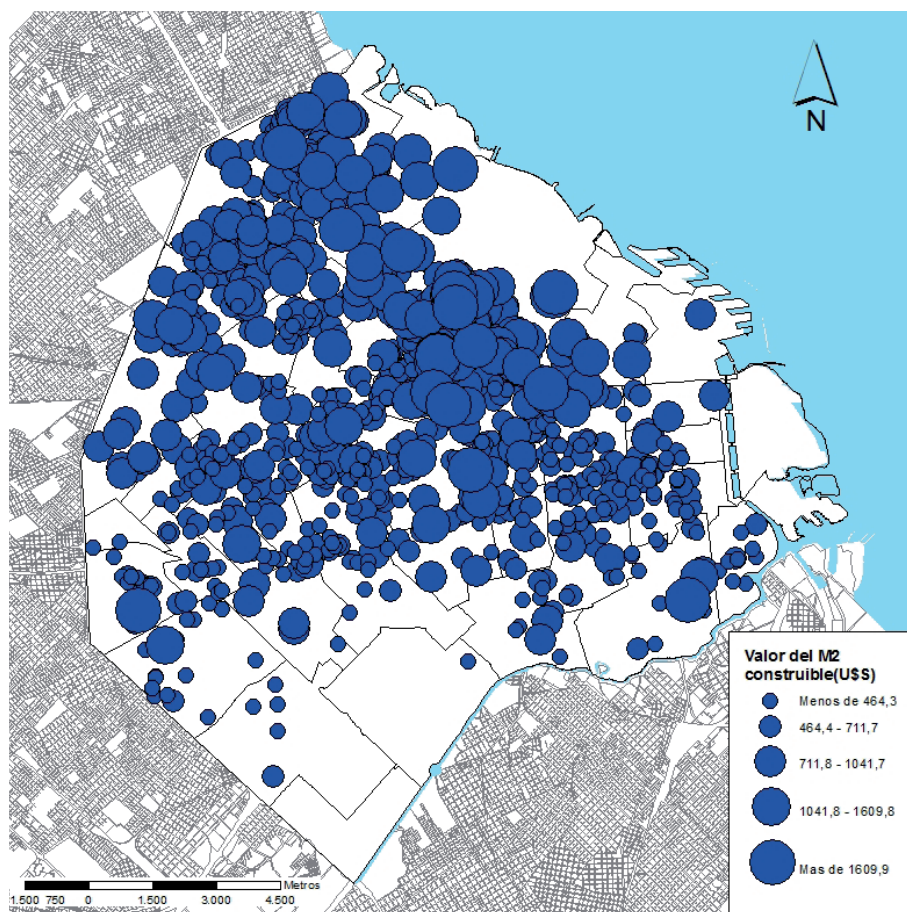 N
Valor del M2
construible(U$S)
Menos de 464,3
464,4 - 711,7
711,8 - 1041,7
1041,8 - 1609,8
Mas de 1609,9
Metros
1.500 750 0 1.500 3.000 4.500